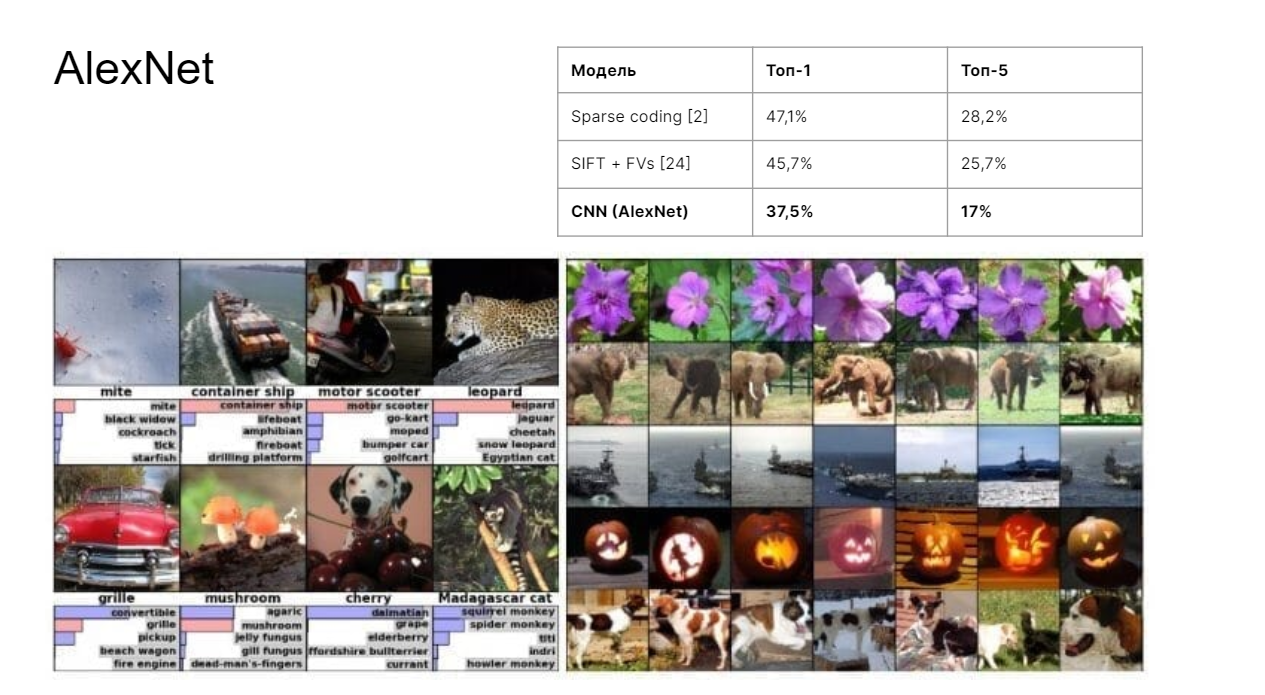 AlexNet
Модель Топ-1 Топ-5
Sparse coding [2] 47,1% 28,2%
SIFT + FVs [24] 45,7% 25,7%
CNN (AlexNet) 37,5% 17%
mite container ship motor scooter leopard
mite container ship motor scooter leopard
black widow lifeboat go-kart jaguar
cockroach amphibian moped cheetah
tick fireboat bumper car snow leopard
starfish drilling platform golfcart Egyptian cat
grille mushroom cherry Madagascar cat
convertible agaric dalmatian squirrel monkey
grille mushroom grape spider monkey
pickup jelly fungus elderberry titi
beach wagon gill fungus ffordshire bullterrier indri
fire engine dead-man's-fingers currant howler monkey